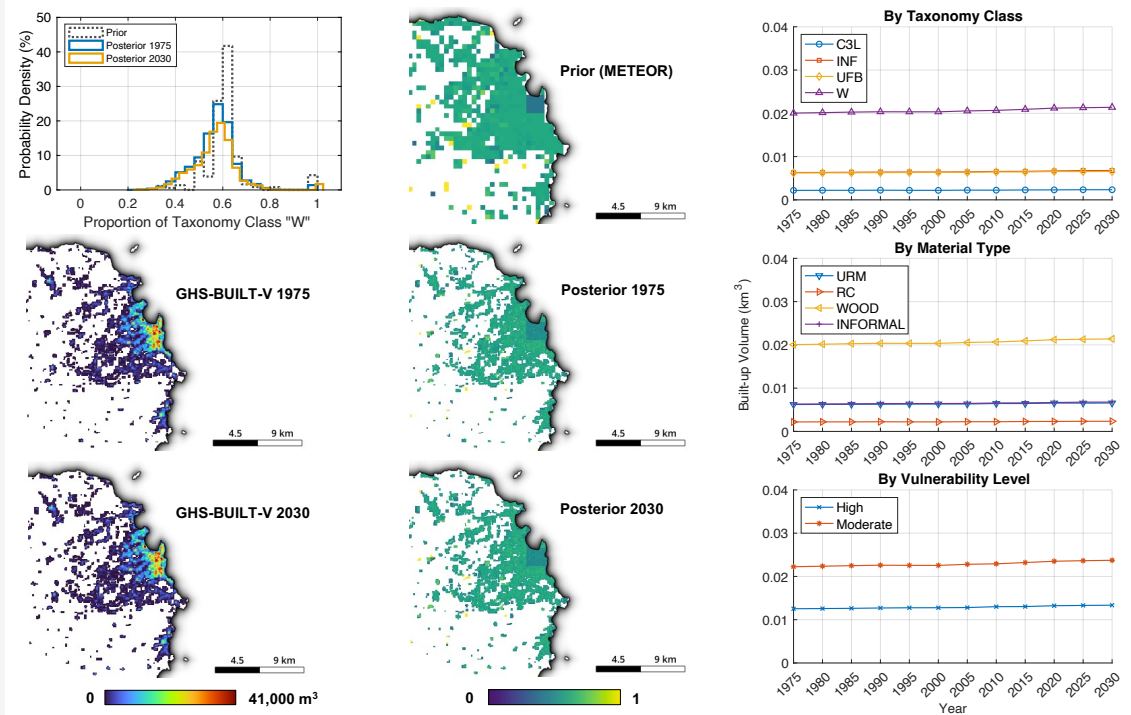 50
40
30
20
10
0
Probability Density (%)
Prior
Posterior 1975
Posterior 2030
0 0.2 0.4 0.6 0.8 1
Proportion of Taxonomy Class "W"
Prior (METEOR)
4.5 9 km
By Taxonomy Class
0.04
0.03
0.02
0.01
0
C3L
INF
UFB
W
1975 1980 1985 1990 1995 2000 2005 2010 2015 2020 2025 2030
GHS-BUILT-V 1975
4.5 9 km
Posterior 1975
4.5 9 km
By Material Type
Built-up Volume (km³)
0.04
0.03
0.02
0.01
0
URM
RC
WOOD
INFORMAL
1975 1980 1985 1990 1995 2000 2005 2010 2015 2020 2025 2030
GHS-BUILT-V 2030
4.5 9 km
0 41,000 m³
Posterior 2030
4.5 9 km
0 1
By Vulnerability Level
0.04
0.03
0.02
0.01
0
High
Moderate
1975 1980 1985 1990 1995 2000 2005 2010 2015 2020 2025 2030
Year